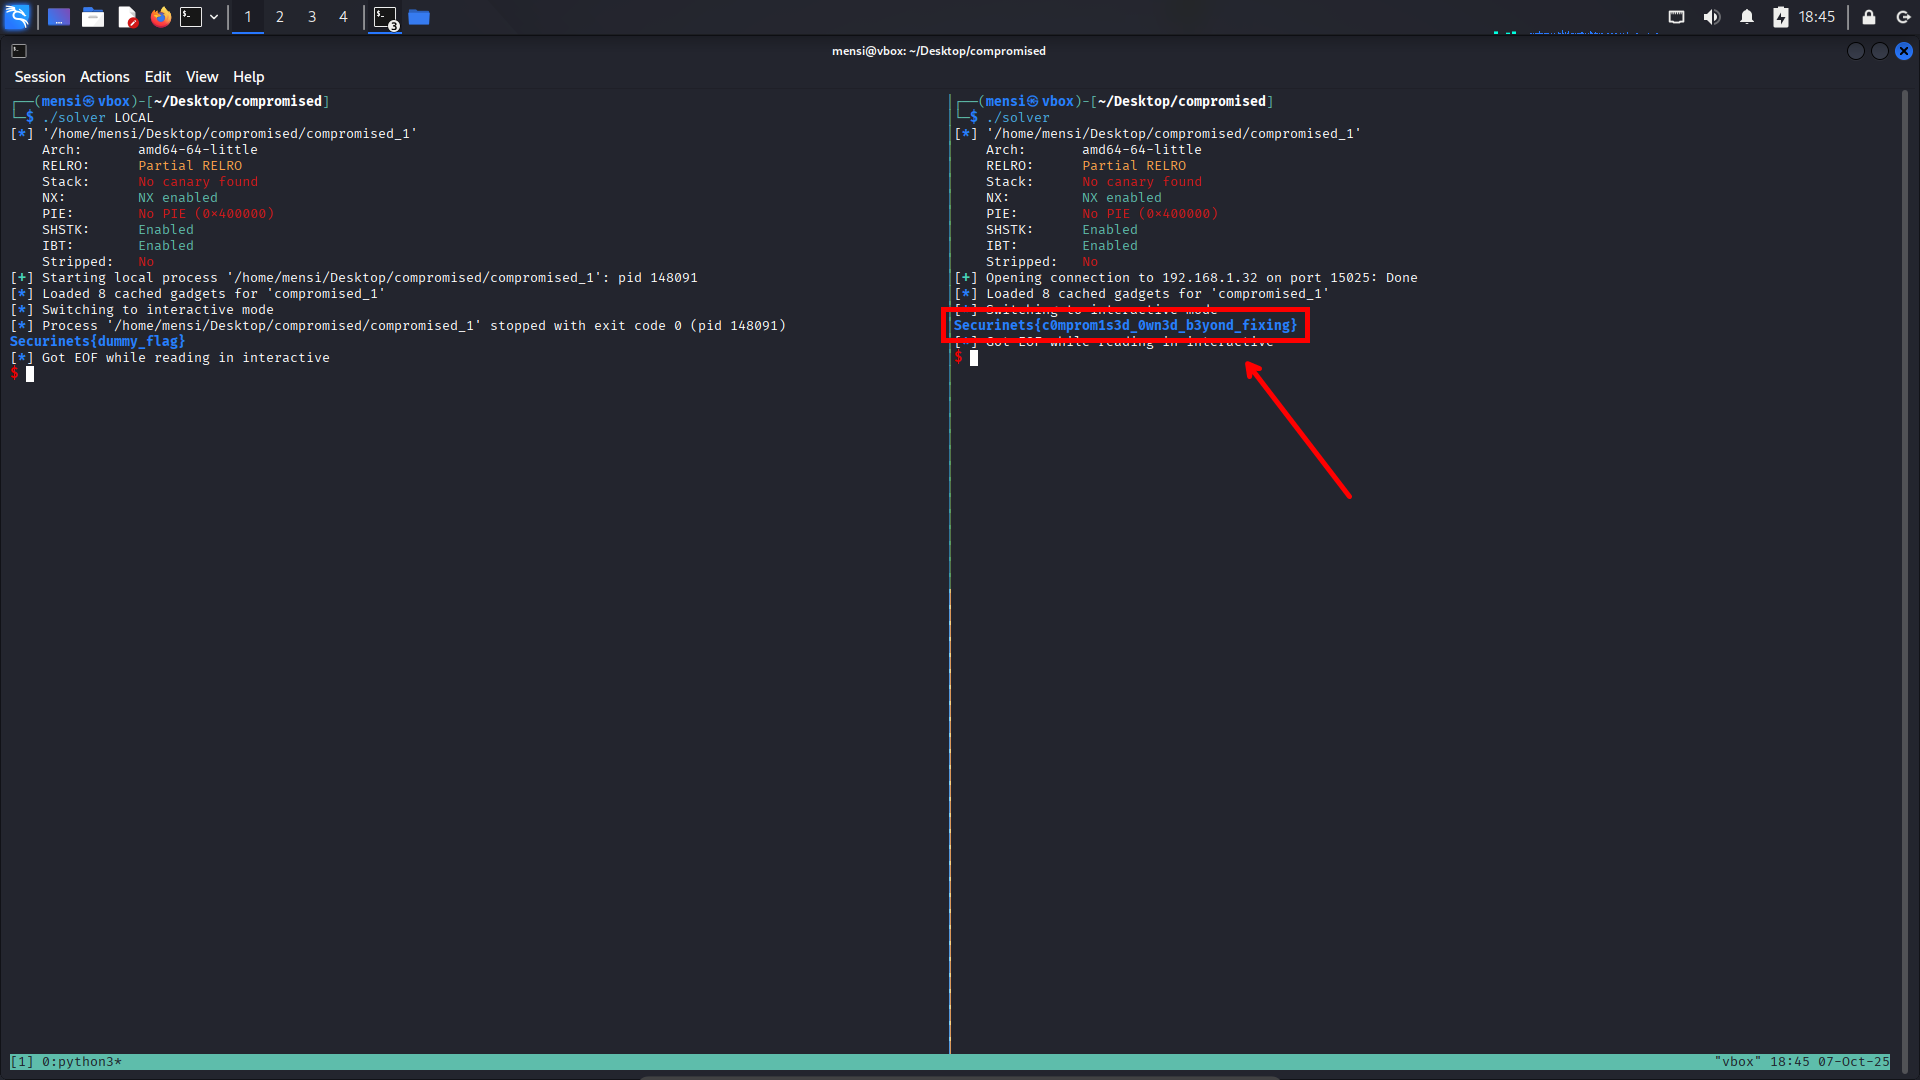 1 2 3 4 3 18:45
mensi@vbox: ~/Desktop/compromised
Session Actions Edit View Help
┌──(mensi㉿vbox)-[~/Desktop/compromised]
└─$ ./solver LOCAL
[*] '/home/mensi/Desktop/compromised/compromised_1'
Arch: amd64-64-little
RELRO: Partial RELRO
Stack: No canary found
NX: NX enabled
PIE: No PIE (0×400000)
SHSTK: Enabled
IBT: Enabled
Stripped: No
[+] Starting local process '/home/mensi/Desktop/compromised/compromised_1': pid 148091
[*] Loaded 8 cached gadgets for 'compromised_1'
[*] Switching to interactive mode
[*] Process '/home/mensi/Desktop/compromised/compromised_1' stopped with exit code 0 (pid 148091)
Securinets{dummy_flag}
[*] Got EOF while reading in interactive
$
┌──(mensi㉿vbox)-[~/Desktop/compromised]
└─$ ./solver
[*] '/home/mensi/Desktop/compromised/compromised_1'
Arch: amd64-64-little
RELRO: Partial RELRO
Stack: No canary found
NX: NX enabled
PIE: No PIE (0×400000)
SHSTK: Enabled
IBT: Enabled
Stripped: No
[+] Opening connection to 192.168.1.32 on port 15025: Done
[*] Loaded 8 cached gadgets for 'compromised_1'
[*] Switching to interactive mode
Securinets{c0mprom1s3d_0wn3d_b3yond_fixing}
[*] Got EOF while reading in interactive
$
[1] 0:python3* "vbox" 18:45 07-Oct-25